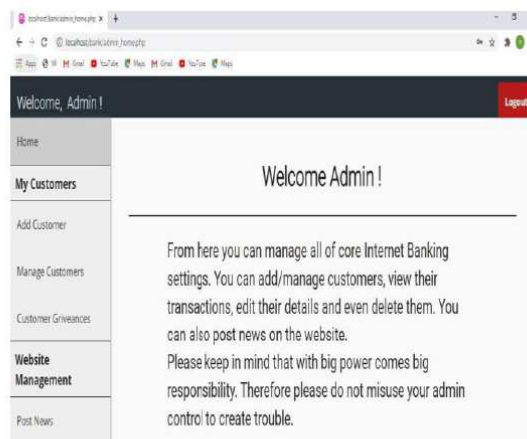 localhost/bank/admin_home.php
localhost/bank/admin_home.php
Apps M Gmail YouTube Maps M Gmail YouTube Maps
Welcome, Admin !
Logout
Home
My Customers
Add Customer
Manage Customers
Customer Griveances
Website
Management
Post News
Welcome Admin !
From here you can manage all of core Internet Banking
settings. You can add/manage customers, view their
transactions, edit their details and even delete them. You
can also post news on the website.
Please keep in mind that with big power comes big
responsibility. Therefore please do not misuse your admin
control to create trouble.